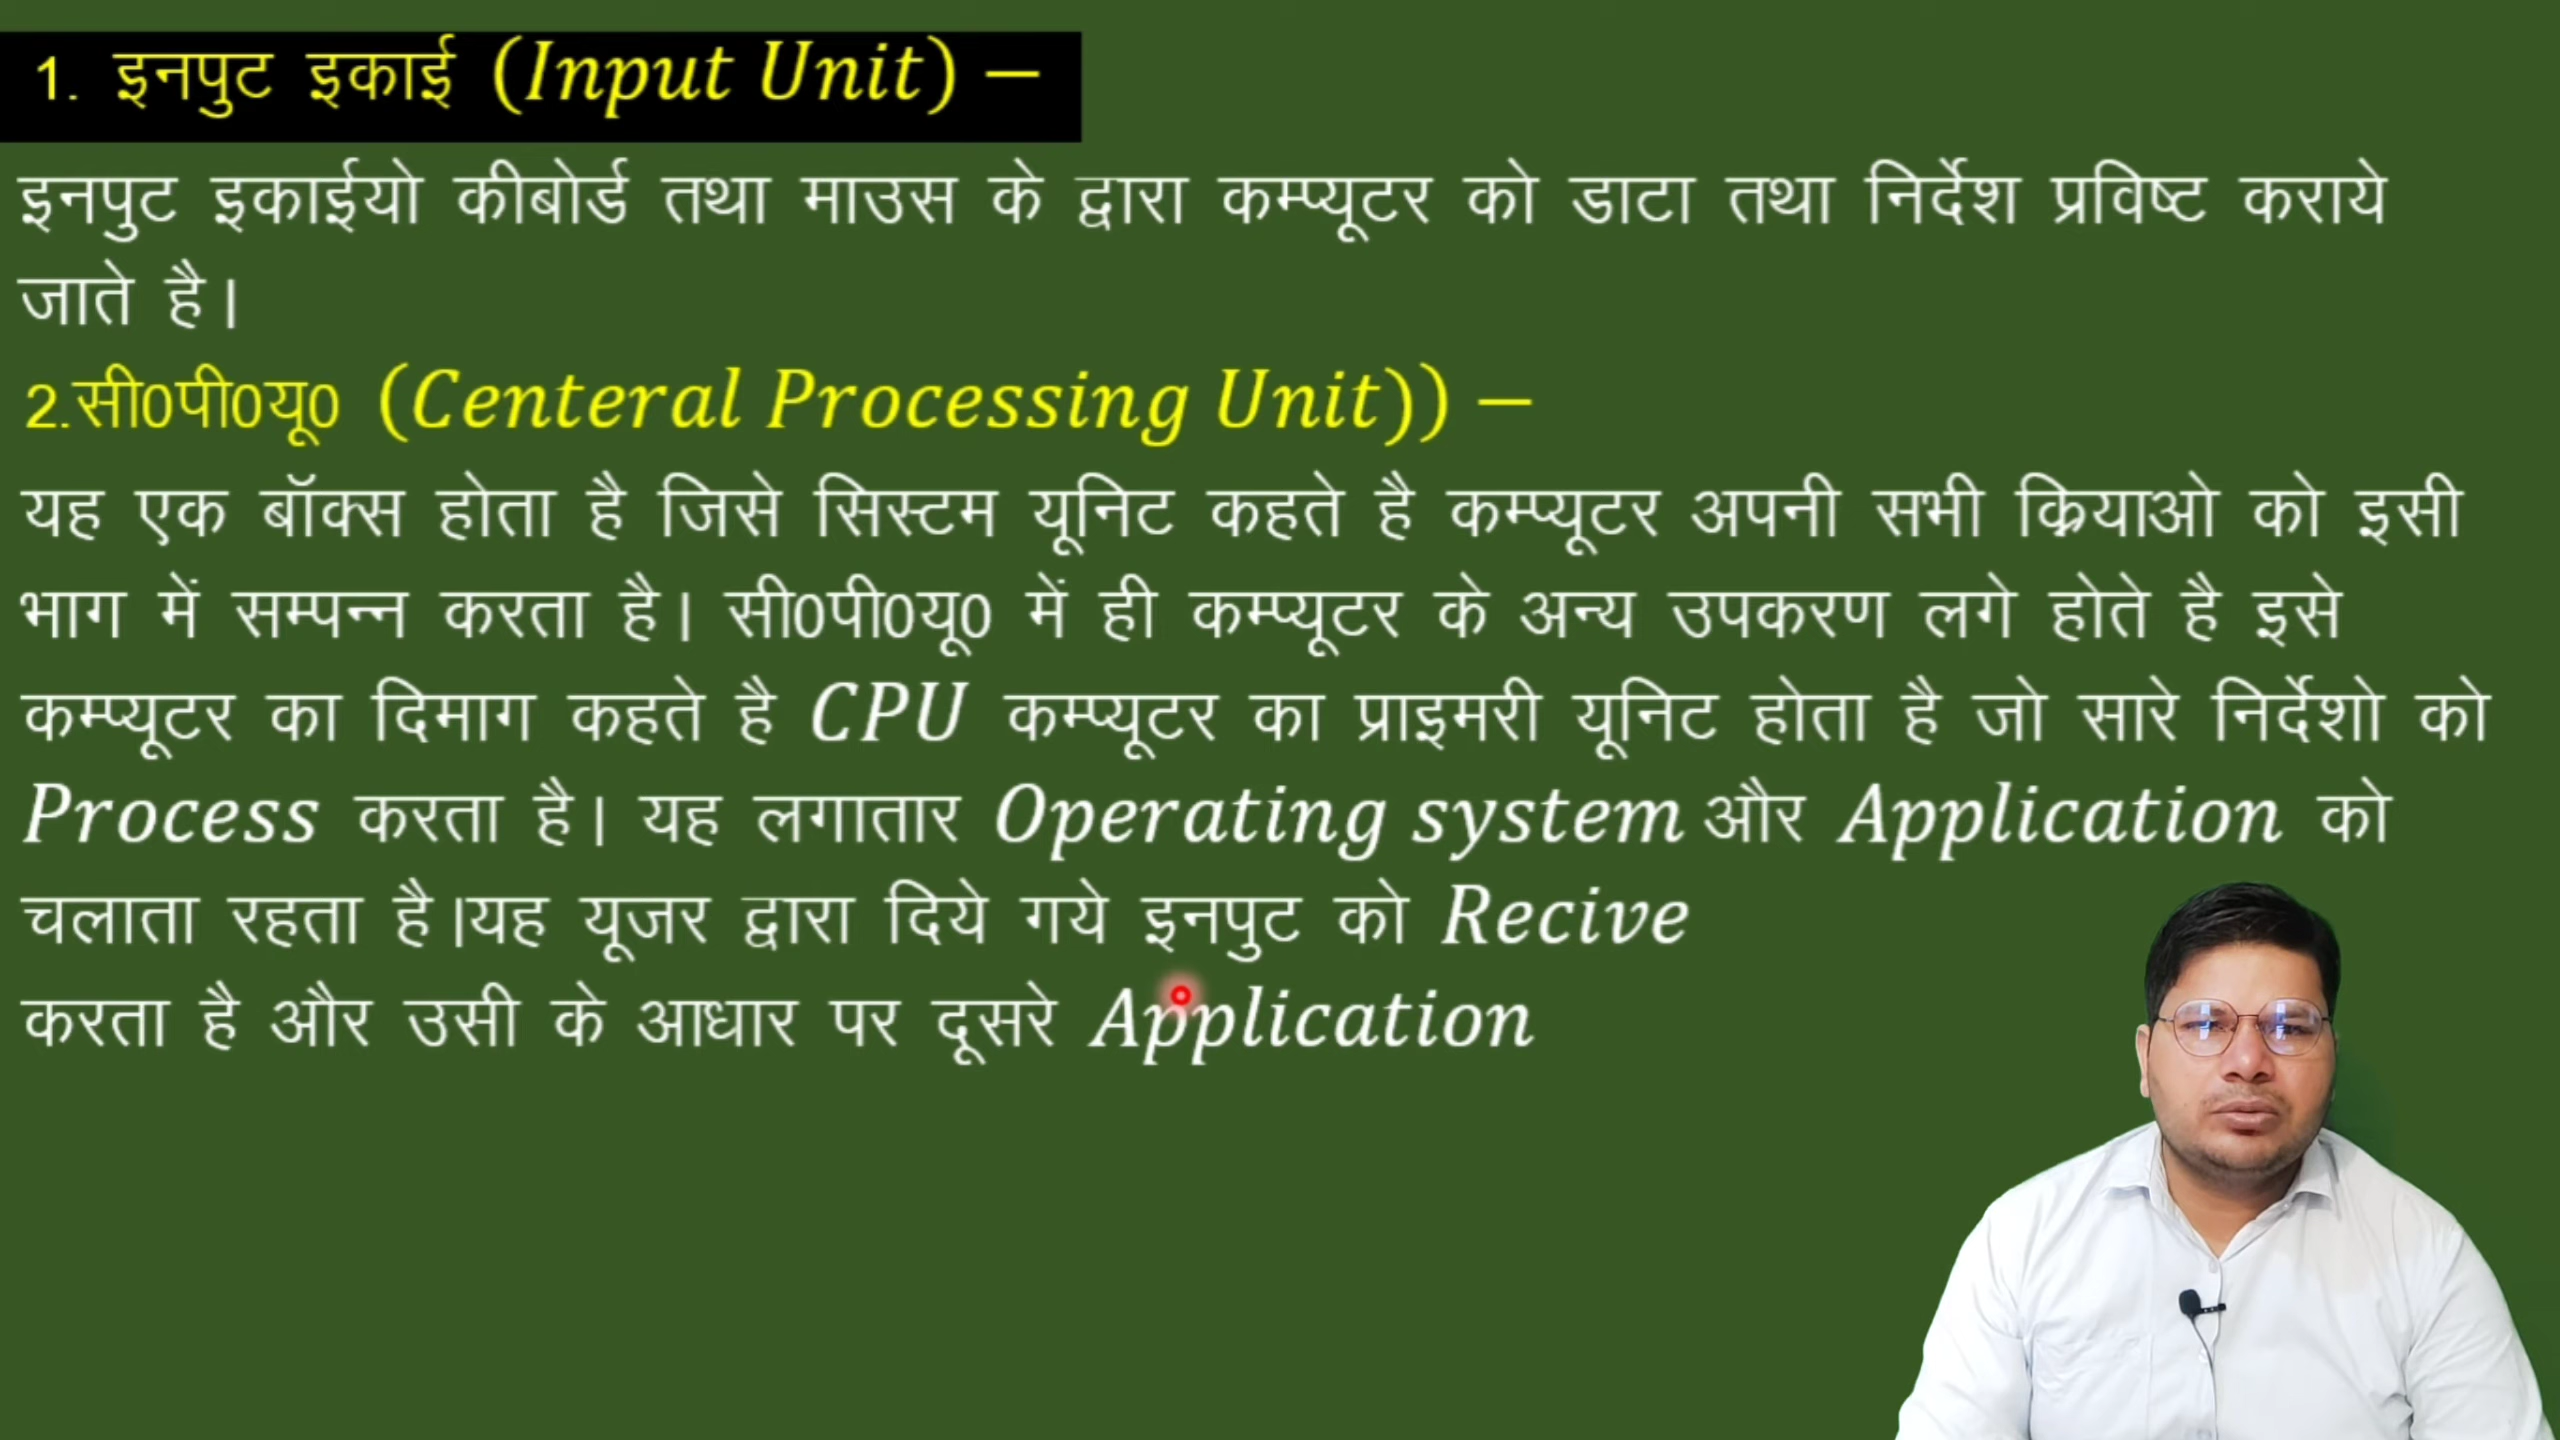 1. इनपुट इकाई (Input Unit) –
इनपुट इकाईयो कीबोर्ड तथा माउस के द्वारा कम्प्यूटर को डाटा तथा निर्देश प्रविष्ट कराये
जाते है।
2.सी0पी0यू0 (Centeral Processing Unit)) –
यह एक बॉक्स होता है जिसे सिस्टम यूनिट कहते है कम्प्यूटर अपनी सभी क्रियाओ को इसी
भाग में सम्पन्न करता है। सी0पी0यू0 में ही कम्प्यूटर के अन्य उपकरण लगे होते है इसे
कम्प्यूटर का दिमाग कहते है CPU कम्प्यूटर का प्राइमरी यूनिट होता है जो सारे निर्देशो को
Process करता है। यह लगातार Operating system और Application को
चलाता रहता है।यह यूजर द्वारा दिये गये इनपुट को Recive
करता है और उसी के आधार पर दूसरे Application